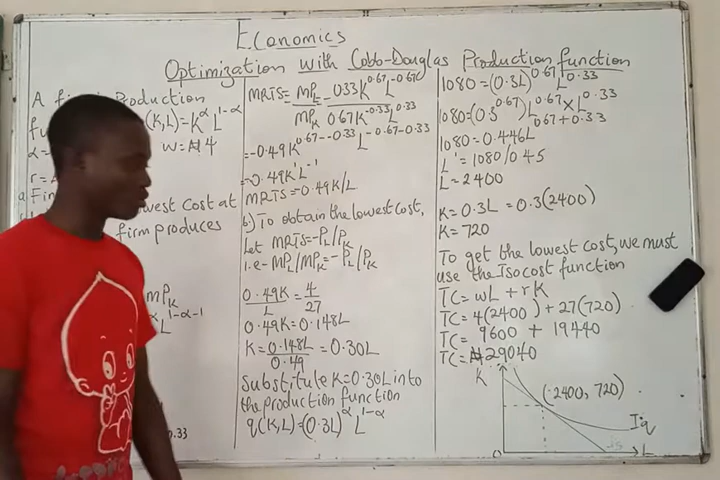 Economics
Optimization with Cobb-Douglas Production function
A fi Production
fu (K,L)=K^α L^1-α
α= w=₦4
r=
a Fin west cost at
firm produces
MP_K
L^1-α-1
0.33
MRTS=MP_L/MP_K = 0.33K^0.67 L^-0.67/0.67K^-0.33 L^0.33
=-0.49K^0.67--0.33 L^-0.67-0.33
=-0.49K^1 L^-1
MRTS=-0.49K/L
b) To obtain the lowest cost,
Let MRTS=-P_L/P_K
i.e-MP_L/MP_K=-P_L/P_K
0.49K/L=4/27
0.49K=0.148L
K=0.148L/0.49=0.30L
Substitute K=0.30L into
the production function
q(K,L)=(0.3L)^α L^1-α
1080=(0.3L)^0.67 L^0.33
1080=(0.3^0.67)L^0.67×L^0.33
1080=0.446L^0.67+0.33
L^1=1080/0.45
L=2400
K=0.3L=0.3(2400)
K=720
To get the lowest cost, we must
use the Isocost function
TC=wL+rK
TC=4(2400)+27(720)
TC= 9600 + 19440
TC=₦29040
K
(2400, 720)
Iq
is
0
L